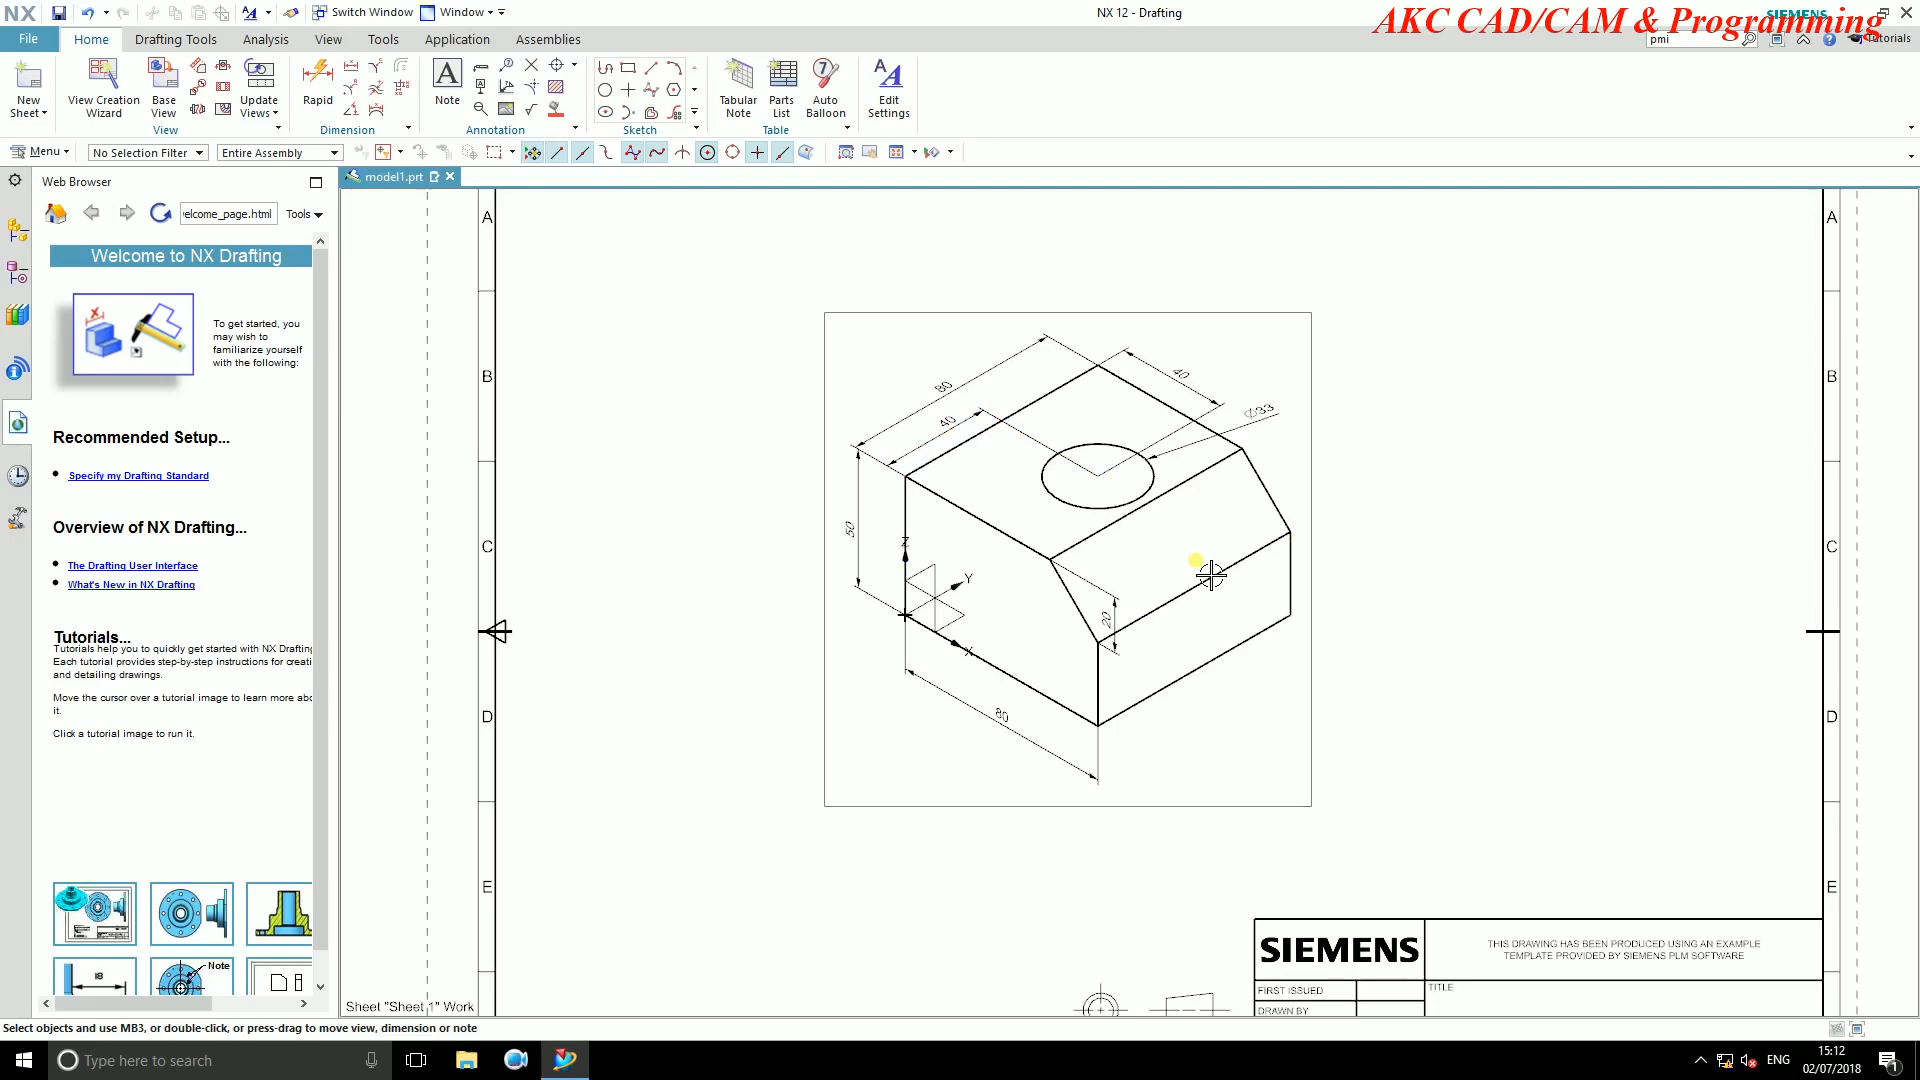 NX
Switch Window
Window
NX 12 - Drafting
SIEMENS
AKC CAD/CAM & Programming
File
Home
Drafting Tools
Analysis
View
Tools
Application
Assemblies
pmi
Tutorials
New
Sheet
View Creation
Wizard
Base
View
Update
Views
Rapid
A
Note
7
Tabular
Note
Parts
List
Auto
Balloon
Edit
Settings
View
Dimension
Annotation
Sketch
Table
Menu
No Selection Filter
Entire Assembly
Web Browser
model1.prt
elcome_page.html
Tools
Welcome to NX Drafting
To get started, you
may wish to
familiarize yourself
with the following:
Recommended Setup...
Specify my Drafting Standard
Overview of NX Drafting...
The Drafting User Interface
What's New in NX Drafting
Tutorials...
Tutorials help you to quickly get started with NX Drafting
Each tutorial provides step-by-step instructions for creati
and detailing drawings.
Move the cursor over a tutorial image to learn more abo
it.
Click a tutorial image to run it.
Note
A
A
B
B
C
C
D
D
E
E
80
40
40
Ø33
50
Z
Y
X
20
80
SIEMENS
THIS DRAWING HAS BEEN PRODUCED USING AN EXAMPLE
TEMPLATE PROVIDED BY SIEMENS PLM SOFTWARE
FIRST ISSUED
TITLE
DRAWN BY
Sheet "Sheet 1" Work
Select objects and use MB3, or double-click, or press-drag to move view, dimension or note
Type here to search
ENG
15:12
02/07/2018
1